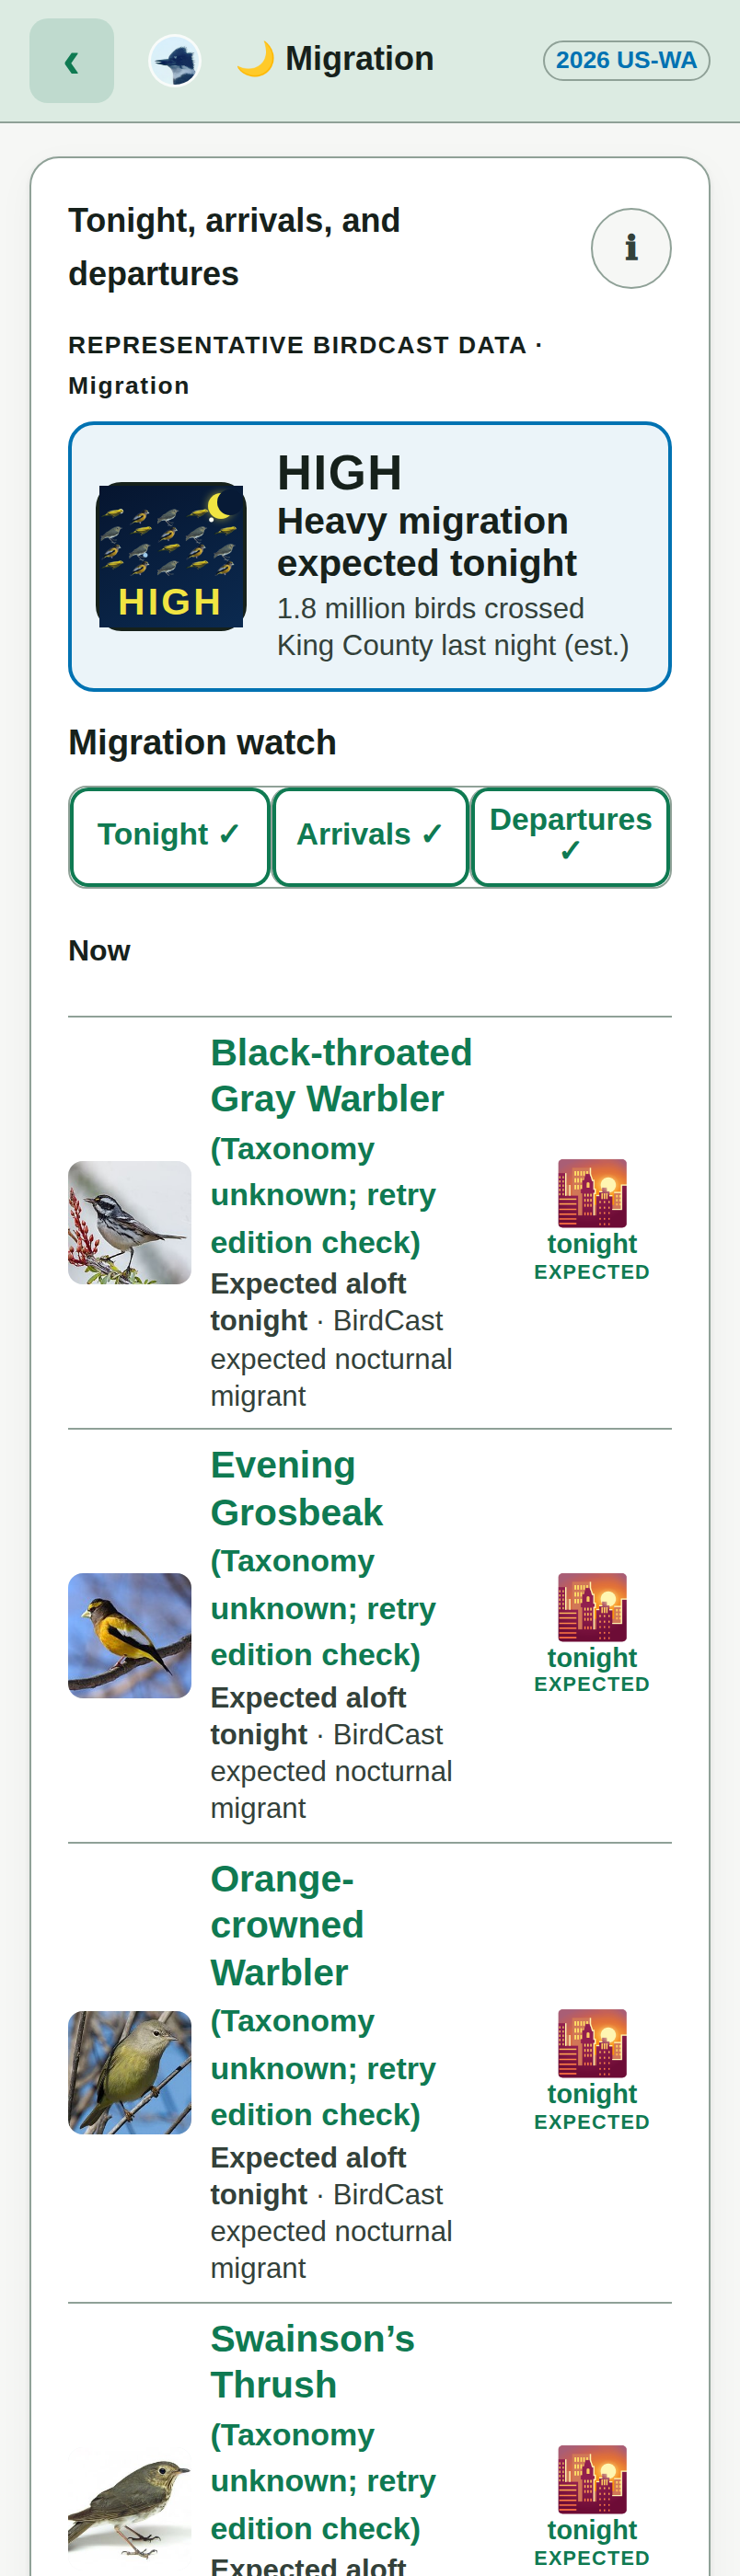 ‹
🌙 Migration
2026 US-WA
Tonight, arrivals, and
departures
ℹ
REPRESENTATIVE BIRDCAST DATA ·
Migration
HIGH
HIGH
Heavy migration
expected tonight
1.8 million birds crossed
King County last night (est.)
Migration watch
Tonight ✓
Arrivals ✓
Departures
✓
Now
Black-throated
Gray Warbler
(Taxonomy
unknown; retry
edition check)
Expected aloft
tonight · BirdCast
expected nocturnal
migrant
🌇
tonight
EXPECTED
Evening
Grosbeak
(Taxonomy
unknown; retry
edition check)
Expected aloft
tonight · BirdCast
expected nocturnal
migrant
🌇
tonight
EXPECTED
Orange-
crowned
Warbler
(Taxonomy
unknown; retry
edition check)
Expected aloft
tonight · BirdCast
expected nocturnal
migrant
🌇
tonight
EXPECTED
Swainson’s
Thrush
(Taxonomy
unknown; retry
edition check)
Expected aloft
🌇
tonight
EXPECTED